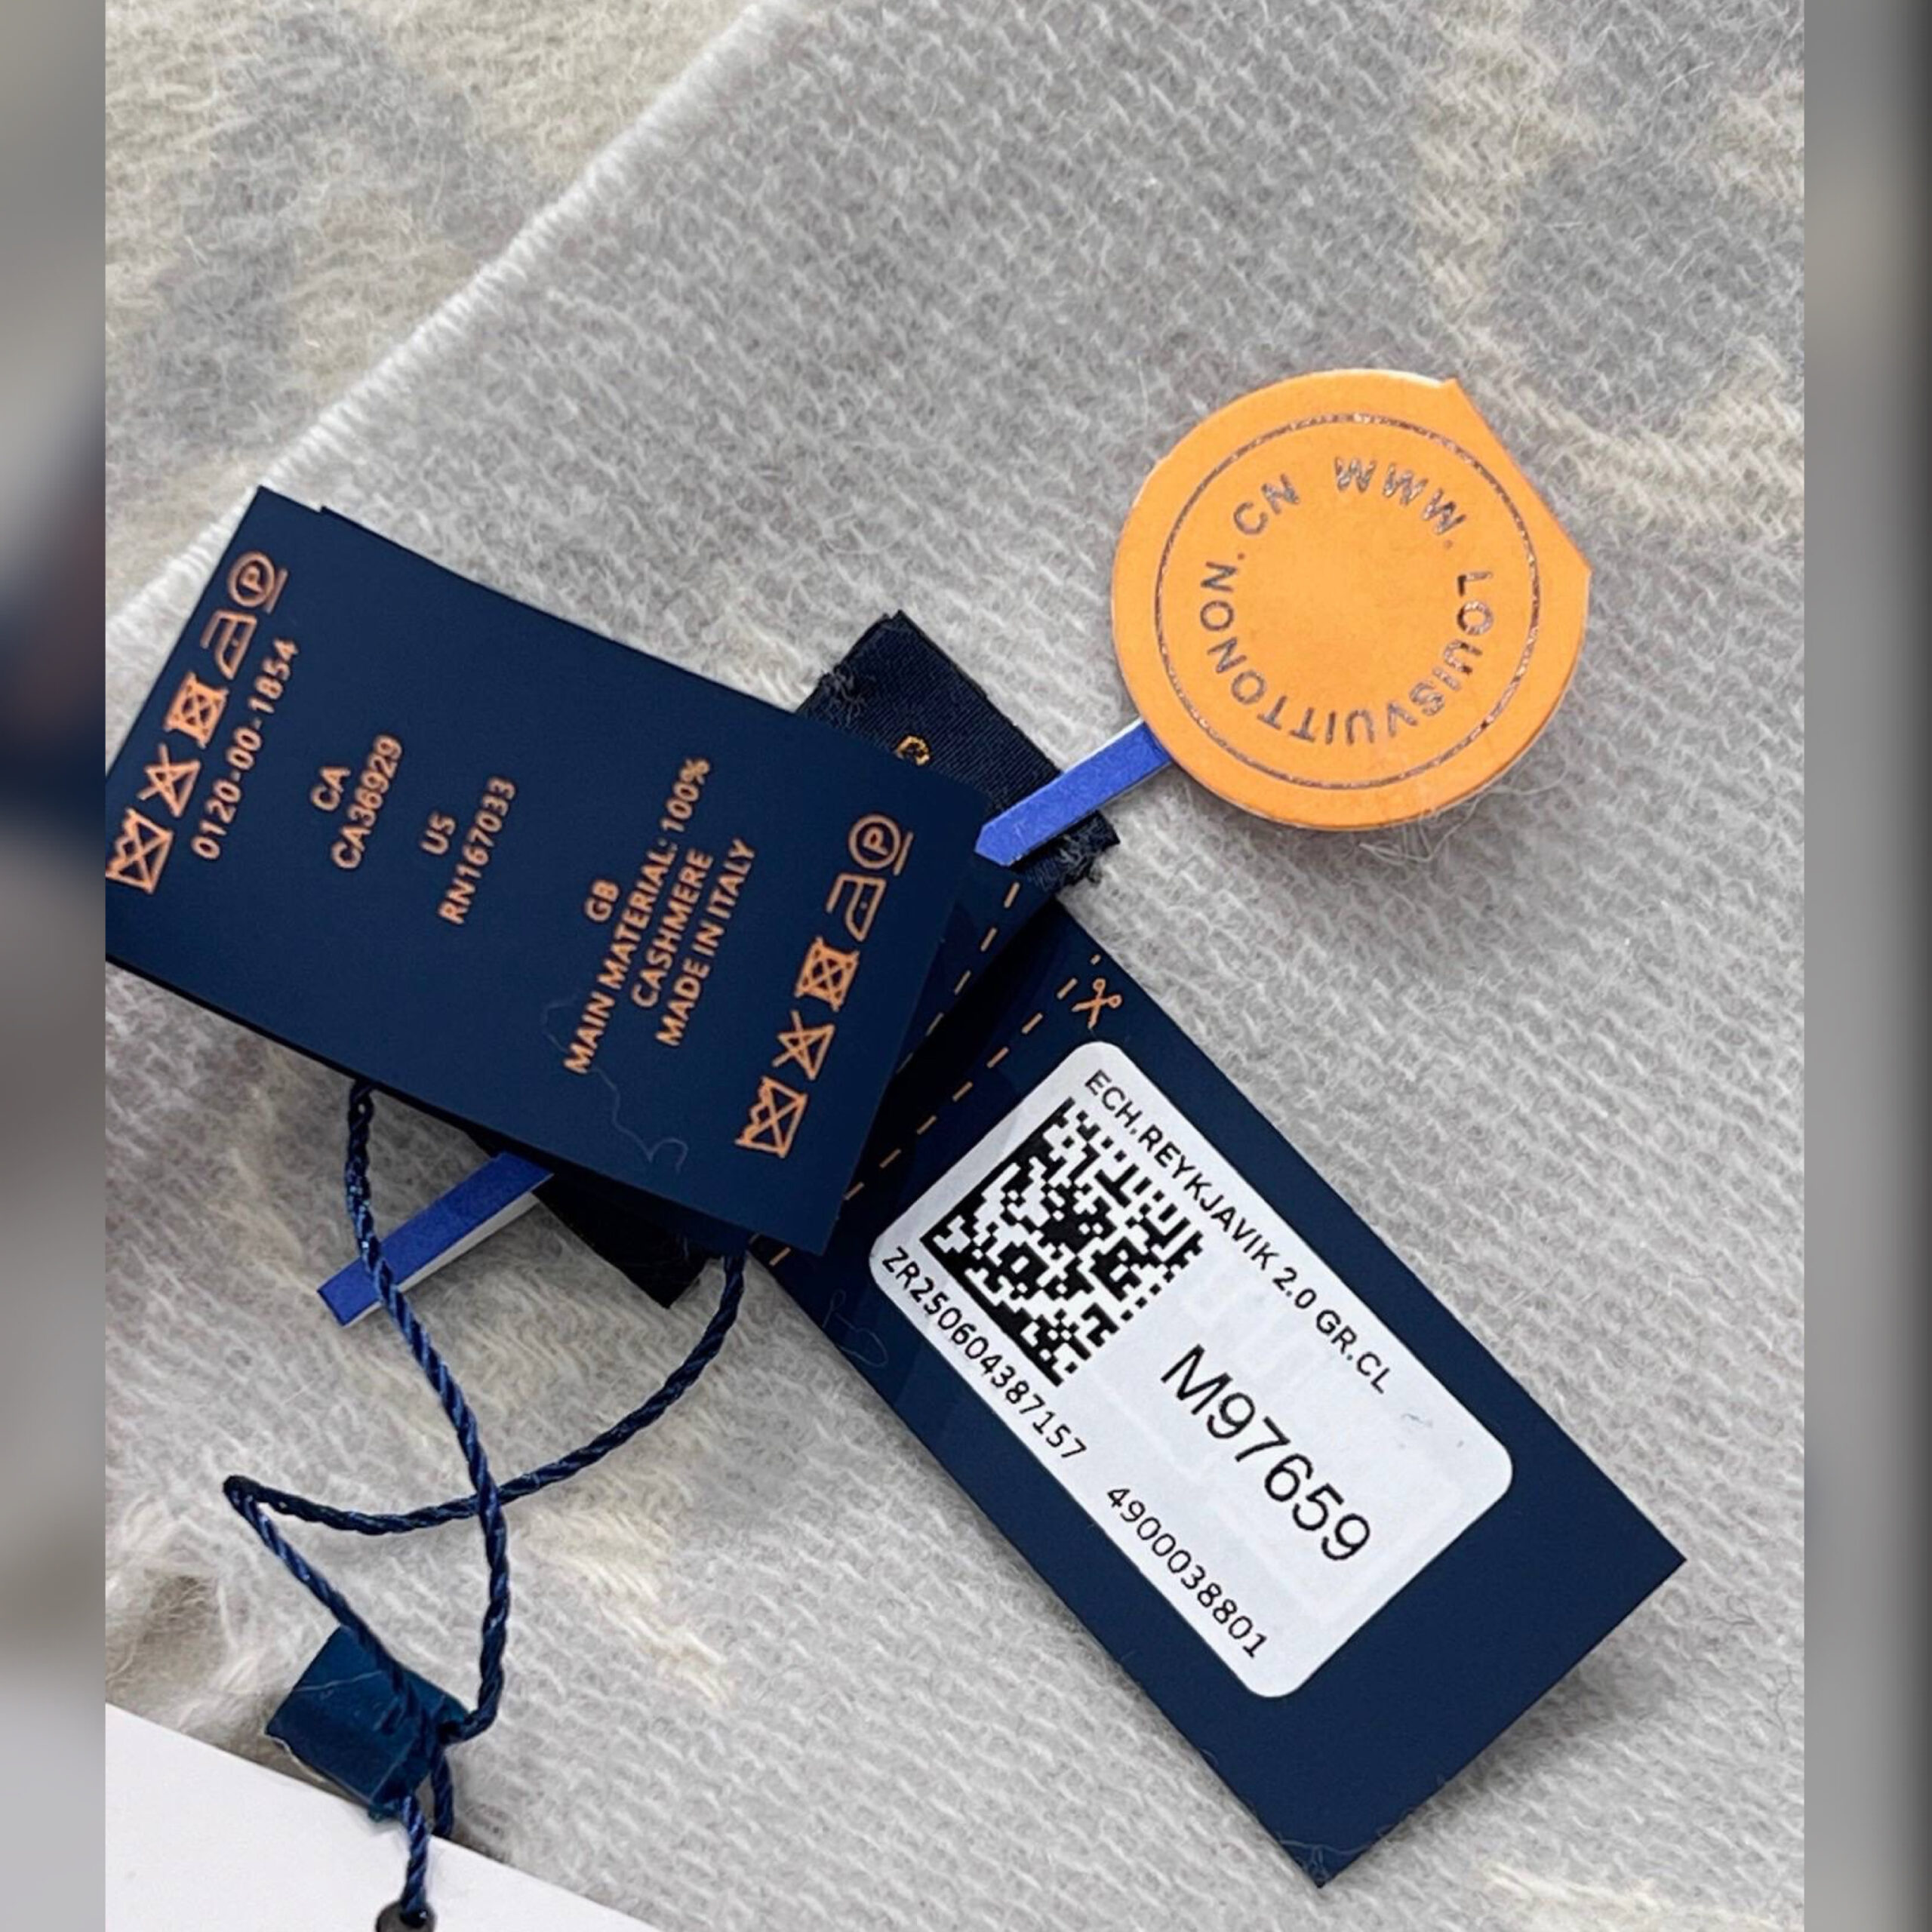 WWW.LOUISVUITTONON.CN
0120-00-1854
CA
CA36929
US
RN167033
GB
MAIN MATERIAL: 100%
CASHMERE
MADE IN ITALY
ECH.REYKJAVIK 2.0 GR.CL
M97659
ZR250604387157
4900038801